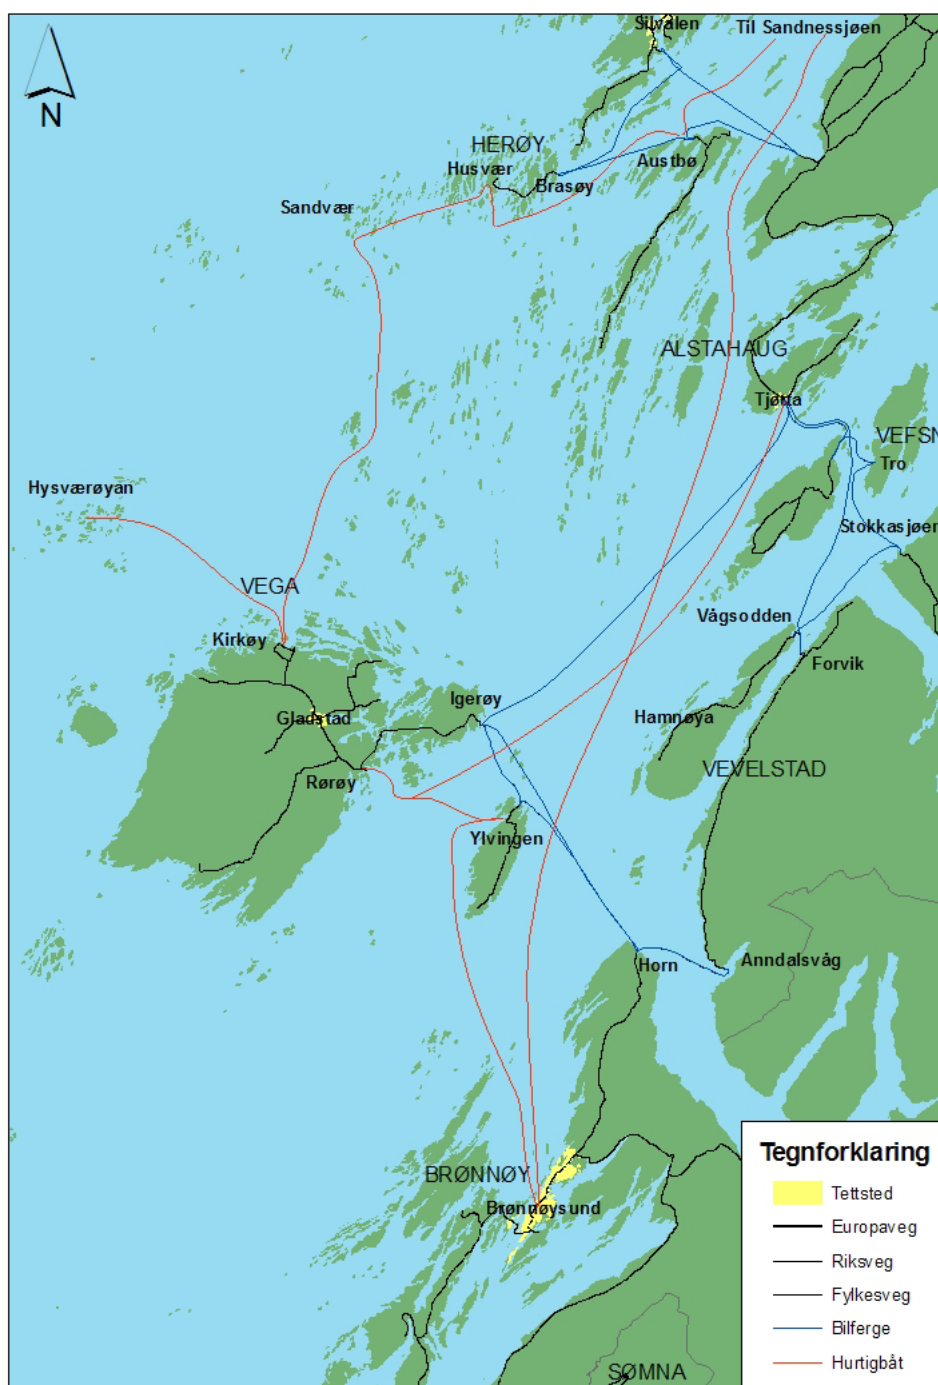 Silvalen
Til Sandnessjøen
N
HERØY
Husvær
Austbø
Brasøy
Sandvær
ALSTAHAUG
Tjøtta
VEFSN
Tro
Hysværøyan
Stokkasjøen
VEGA
Vågsodden
Kirkøy
Forvik
Igerøy
Gladstad
Hamnøya
VEVELSTAD
Rørøy
Ylvingen
Horn
Anndalsvåg
Tegnforklaring
BRØNNØY
Tettsted
Brønnøysund
Europaveg
Riksveg
Fylkesveg
Bilferge
Hurtigbåt
SØMNA